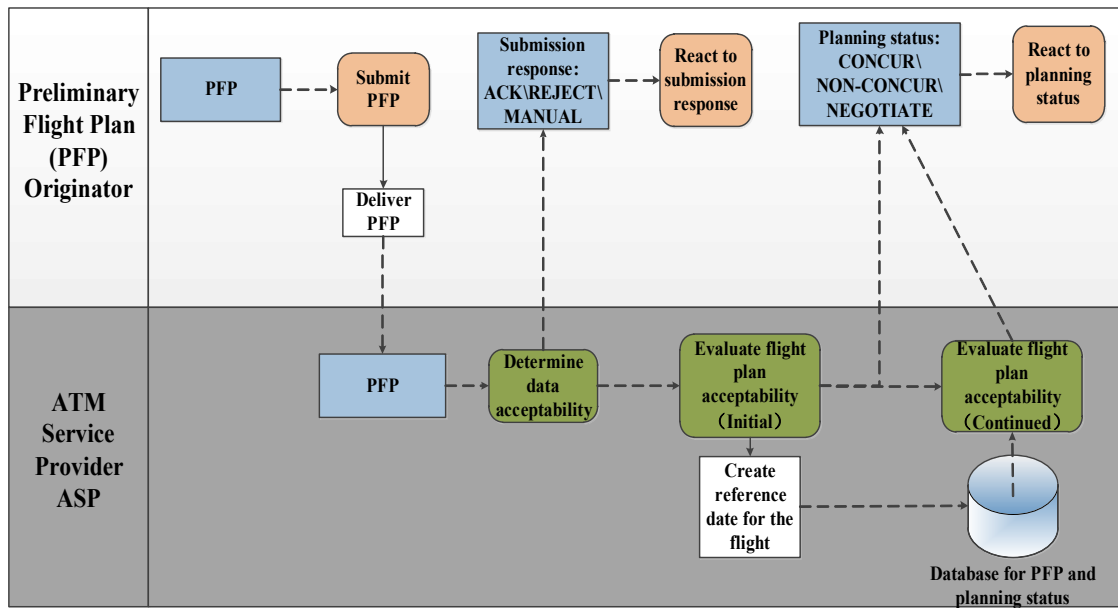 Preliminary
Flight Plan
(PFP)
Originator
PFP
Submit
PFP
Deliver
PFP
Submission
response:
ACK\REJECT\
MANUAL
React to
submission
response
Planning status:
CONCUR\
NON-CONCUR\
NEGOTIATE
React to
planning
status
ATM
Service
Provider
ASP
PFP
Determine
data
acceptability
Evaluate flight
plan
acceptability
（Initial）
Create
reference
date for the
flight
Evaluate flight
plan
acceptability
（Continued）
Database for PFP and
planning status